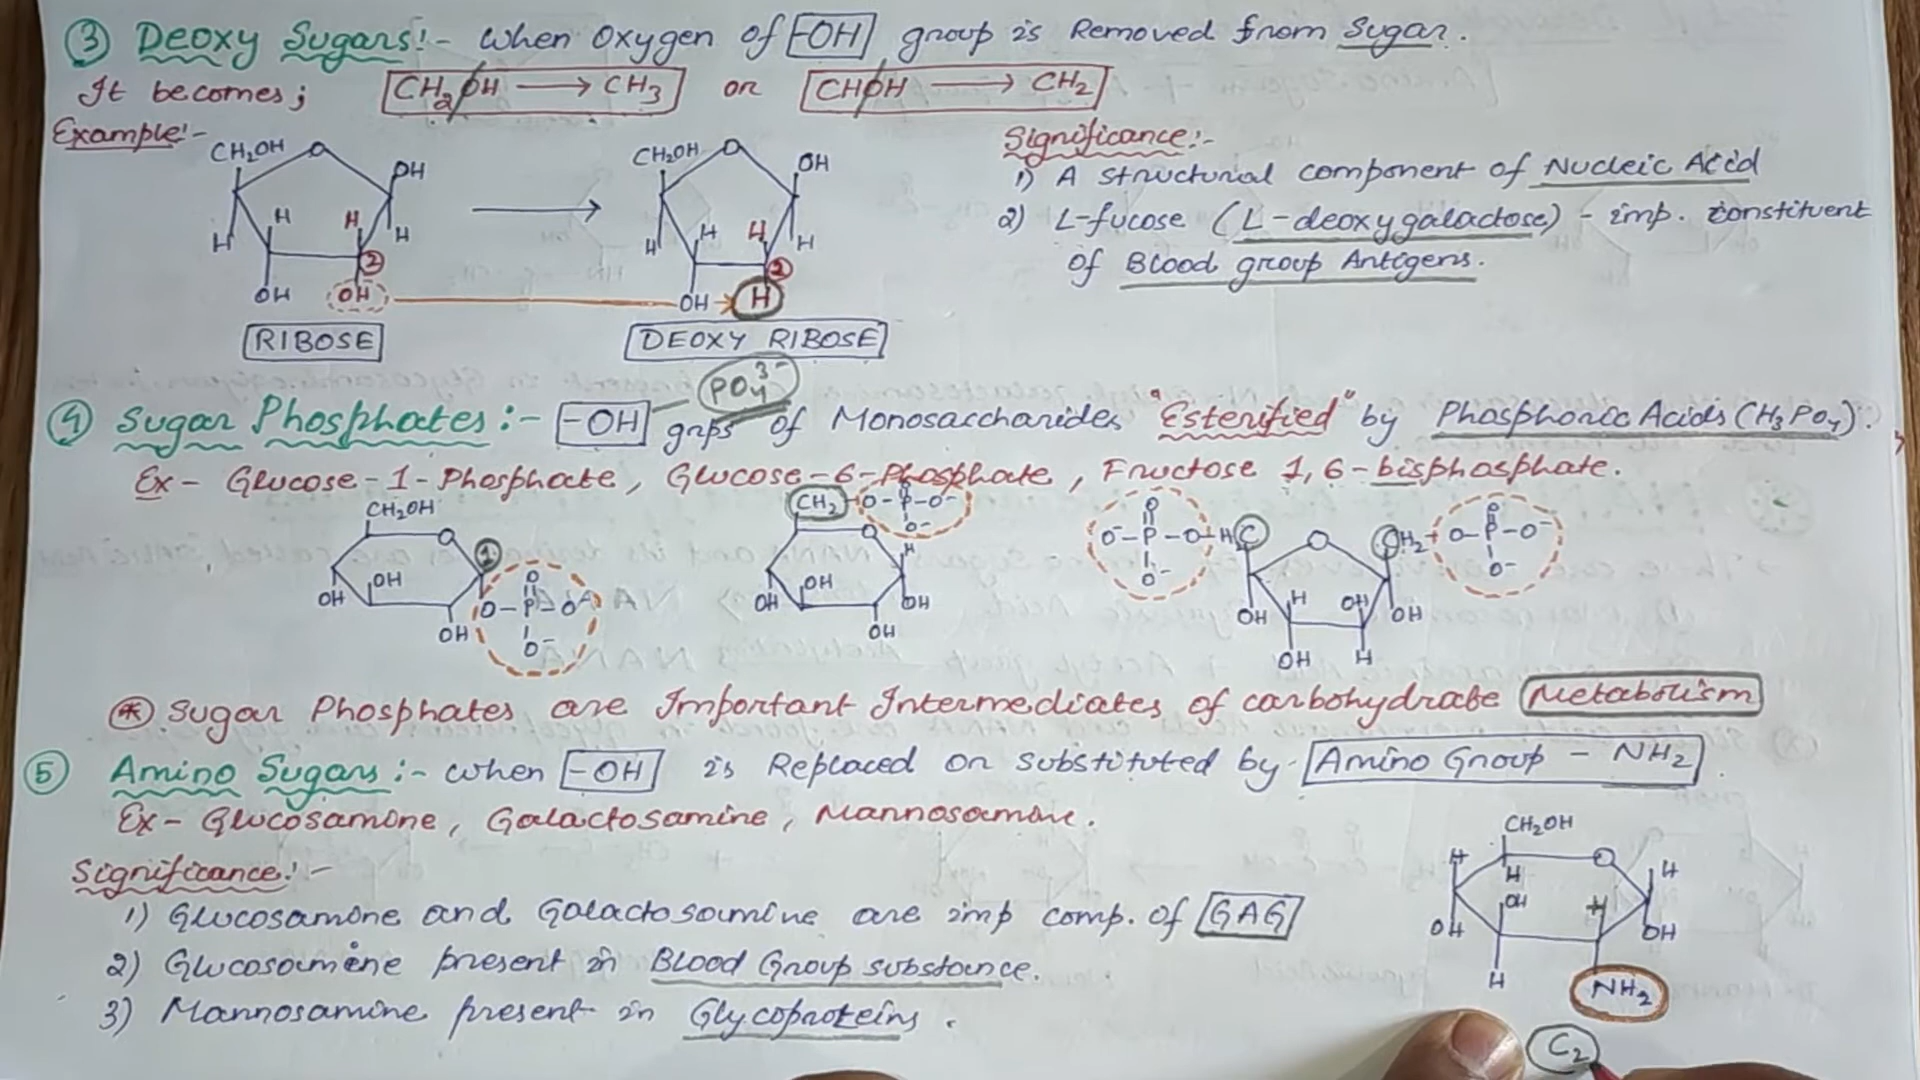 ③ Deoxy Sugars:- When Oxygen of -OH group is Removed from Sugar.
It becomes; CH₂OH → CH₃ or CHOH → CH₂
Example:-
CH₂OH O OH
H H H H
② 
OH OH
RIBOSE
CH₂OH O OH
H H H H
②
OH → H
DEOXY RIBOSE
Significance:-
1) A structural component of Nucleic Acid
2) L-fucose (L-deoxygalactose) - imp. constituent
of Blood group Antigens.
PO₄³⁻
④ Sugar Phosphates:- -OH grps of Monosaccharides "Esterified" by Phosphoric Acids (H₃PO₄).
Ex- Glucose-1-Phosphate, Glucose-6-Phosphate, Fructose 1,6-bisphosphate.
CH₂OH
O ①
OH
OH
OH
O
O-P-O⁻
O⁻
CH₂-O-P-O⁻
O⁻
O H
OH
OH OH
OH
O
O⁻-P-O-H₂C
O⁻
O
CH₂-O-P-O⁻
O⁻
O
H OH
OH OH
OH H
* Sugar Phosphates are Important Intermediates of carbohydrate Metabolism
⑤ Amino Sugars:- when -OH is Replaced or substituted by Amino Group - NH₂.
Ex- Glucosamine, Galactosamine, Mannosamine.
Significance:-
1) Glucosamine and Galactosamine are imp comp. of GAG
2) Glucosamine present in Blood Group substance.
3) Mannosamine present in Glycoproteins.
CH₂OH
H O H
H
OH H
OH OH
H NH₂
C₂